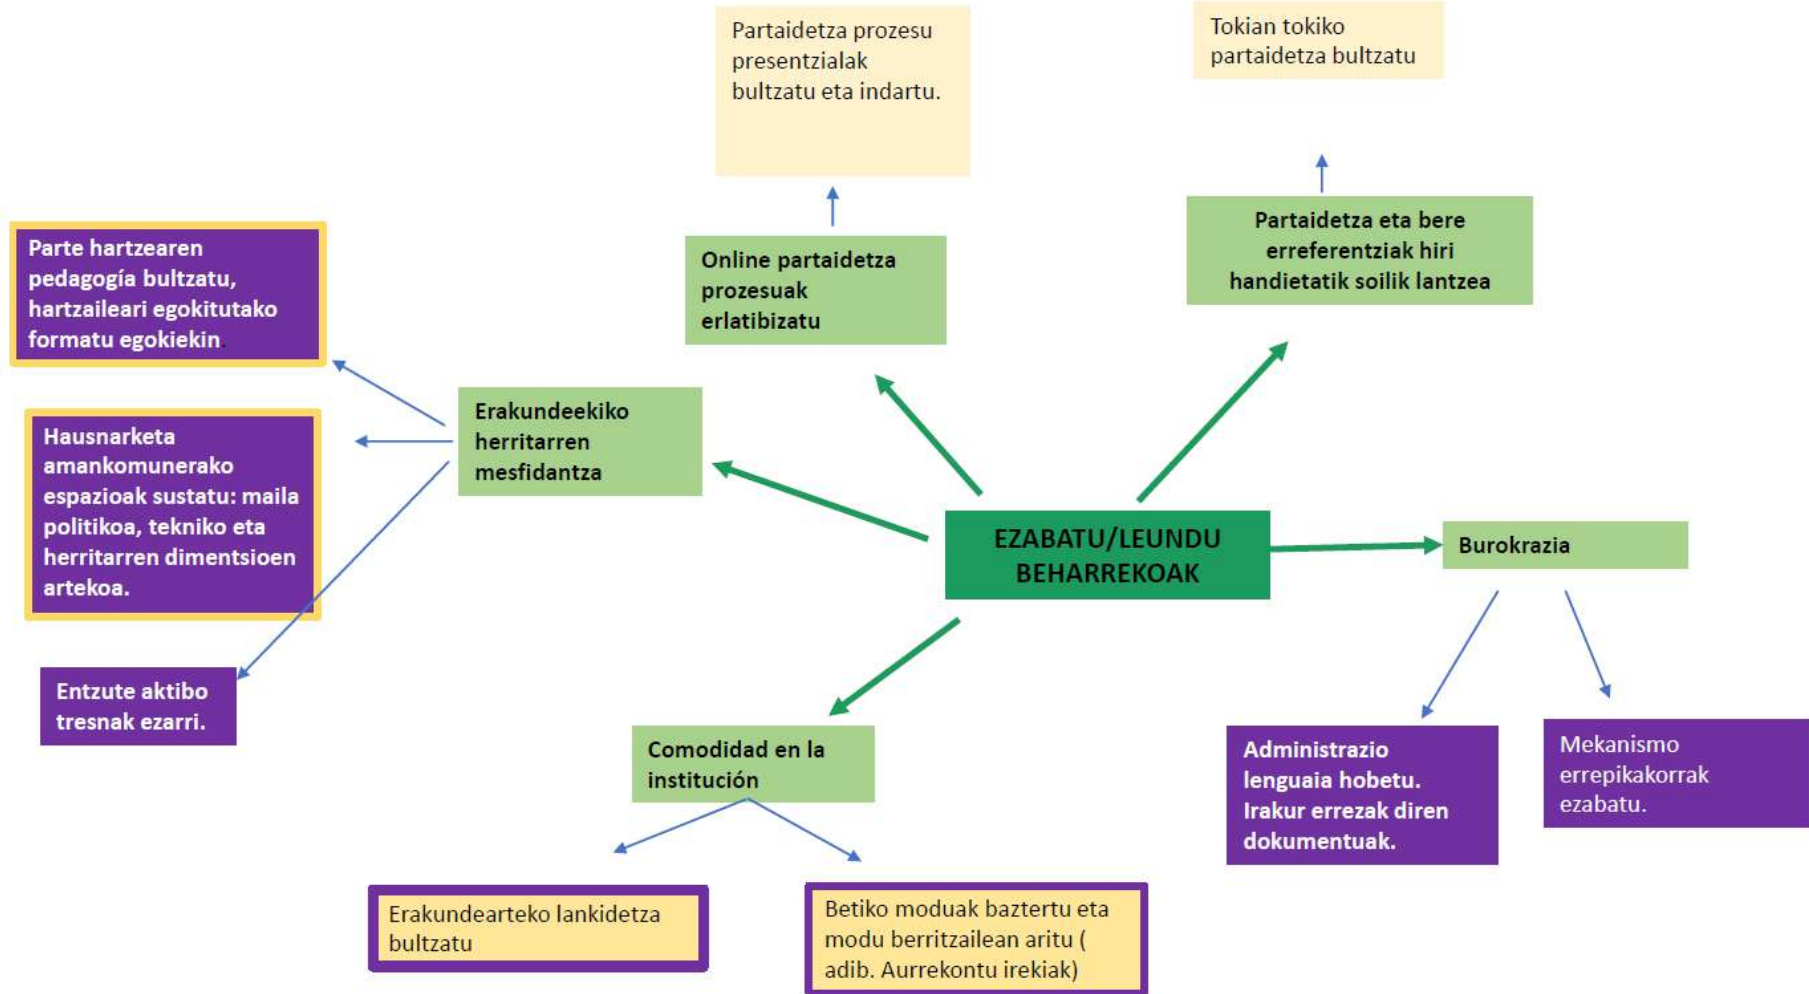 Partaidetza prozesu
presentzialak
bultzatu eta indartu.
Tokian tokiko
partaidetza bultzatu
Parte hartzearen
pedagogía bultzatu,
hartzaileari egokitutako
formatu egokiekin.
Online partaidetza
prozesuak
erlatibizatu
Partaidetza eta bere
erreferentziak hiri
handietatik soilik lantzea
Hausnarketa
amankomunerako
espazioak sustatu: maila
politikoa, tekniko eta
herritarren dimentsioen
artekoa.
Erakundeekiko
herritarren
mesfidantza
EZABATU/LEUNDU
BEHARREKOAK
Burokrazia
Entzute aktibo
tresnak ezarri.
Comodidad en la
institución
Administrazio
lenguaia hobetu.
Irakur errezak diren
dokumentuak.
Mekanismo
errepikakorrak
ezabatu.
Erakundearteko lankidetza
bultzatu
Betiko moduak baztertu eta
modu berritzailean aritu (
adib. Aurrekontu irekiak)